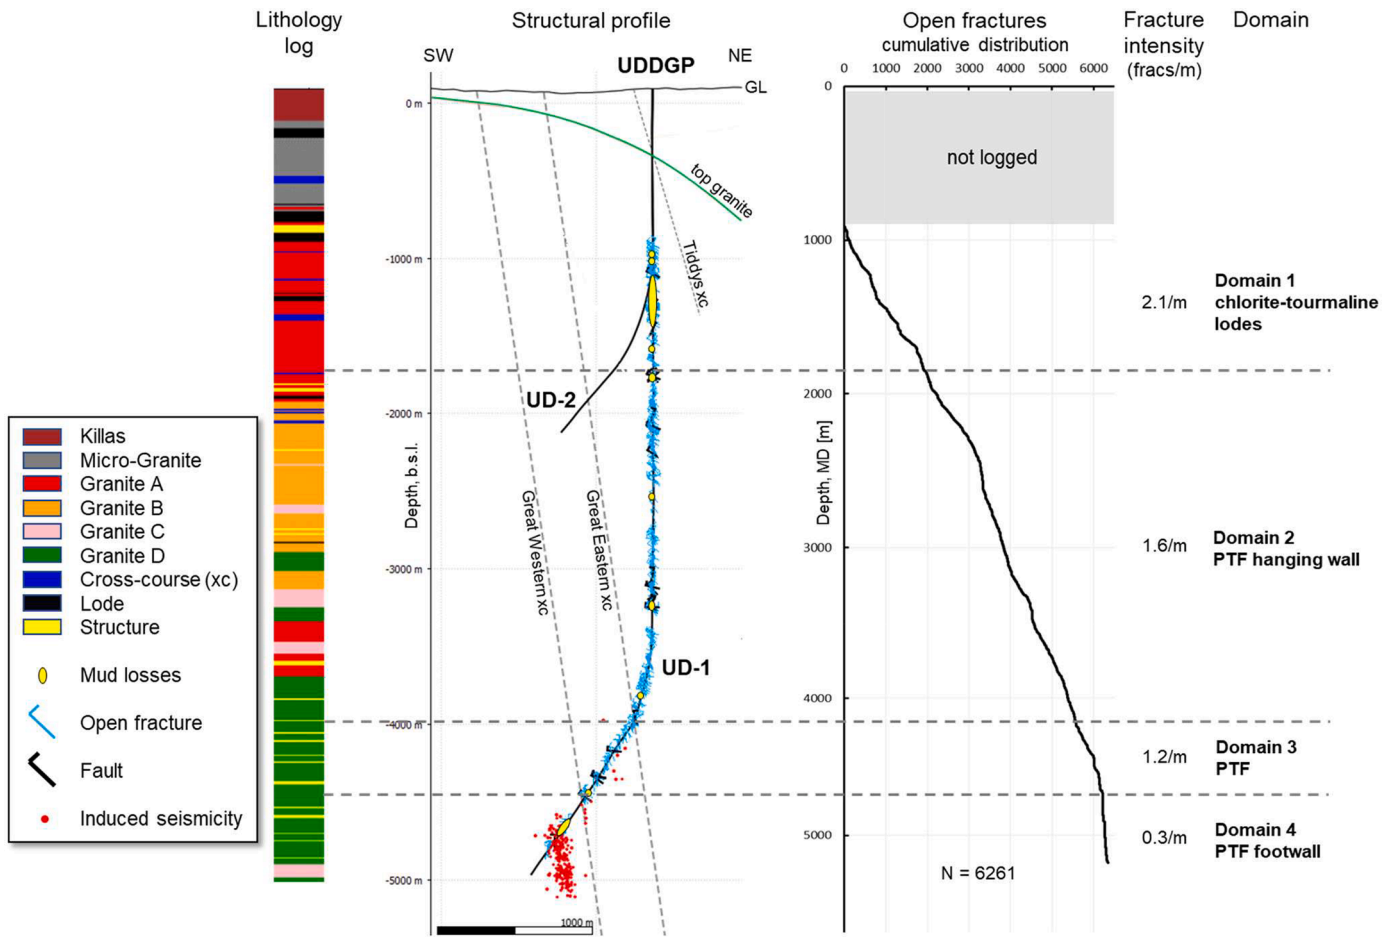 Lithology
log
Structural profile
Open fractures
cumulative distribution
Fracture
intensity
(fracs/m)
Domain
SW
NE
UDDGP
GL
0 1000 2000 3000 4000 5000 6000
0 m
-1000 m
-2000 m
-3000 m
-4000 m
-5000 m
Depth, b.s.l.
top granite
Tiddys xc
UD-2
Great Western xc
Great Eastern xc
UD-1
1000 m
0
1000
2000
3000
4000
5000
Depth, MD [m]
not logged
N = 6261
2.1/m
Domain 1
chlorite-tourmaline
lodes
1.6/m
Domain 2
PTF hanging wall
1.2/m
Domain 3
PTF
0.3/m
Domain 4
PTF footwall
Killas
Micro-Granite
Granite A
Granite B
Granite C
Granite D
Cross-course (xc)
Lode
Structure
Mud losses
Open fracture
Fault
Induced seismicity